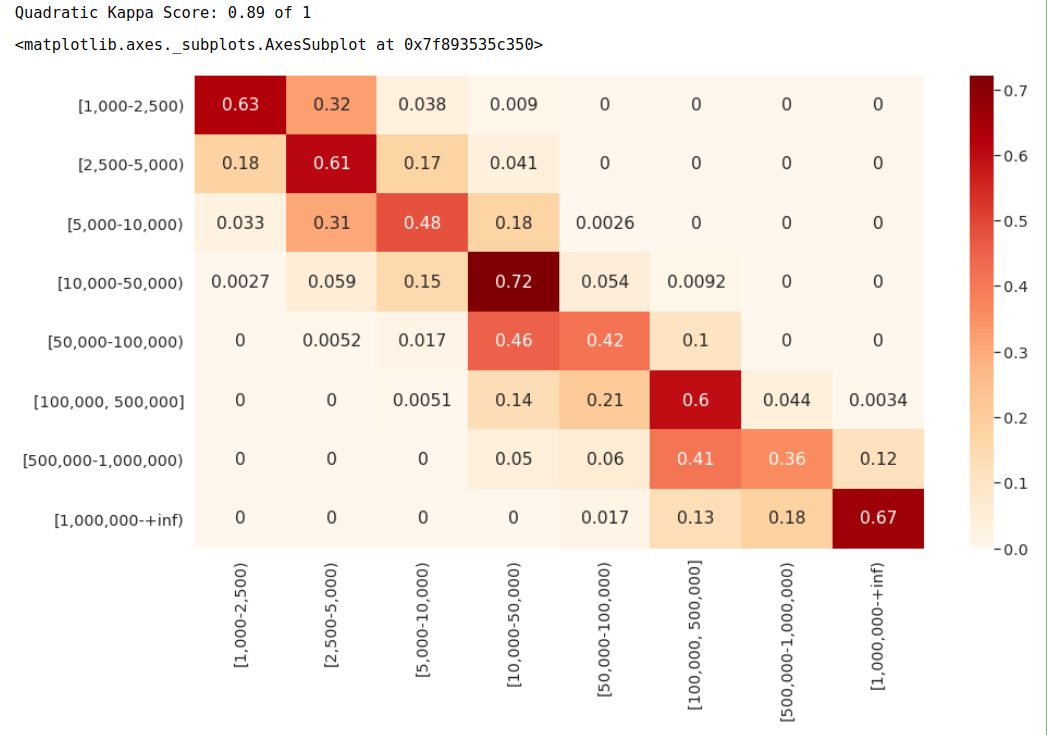 Quadratic Kappa Score: 0.89 of 1
<matplotlib.axes._subplots.AxesSubplot at 0x7f893535c350>
[1,000-2,500) 0.63 0.32 0.038 0.009 0 0 0 0
[2,500-5,000) 0.18 0.61 0.17 0.041 0 0 0 0
[5,000-10,000) 0.033 0.31 0.48 0.18 0.0026 0 0 0
[10,000-50,000) 0.0027 0.059 0.15 0.72 0.054 0.0092 0 0
[50,000-100,000) 0 0.0052 0.017 0.46 0.42 0.1 0 0
[100,000, 500,000] 0 0 0.0051 0.14 0.21 0.6 0.044 0.0034
[500,000-1,000,000) 0 0 0 0.05 0.06 0.41 0.36 0.12
[1,000,000-+inf) 0 0 0 0 0.017 0.13 0.18 0.67
[1,000-2,500)
[2,500-5,000)
[5,000-10,000)
[10,000-50,000)
[50,000-100,000)
[100,000, 500,000]
[500,000-1,000,000)
[1,000,000-+inf)
0.7
0.6
0.5
0.4
0.3
0.2
0.1
0.0